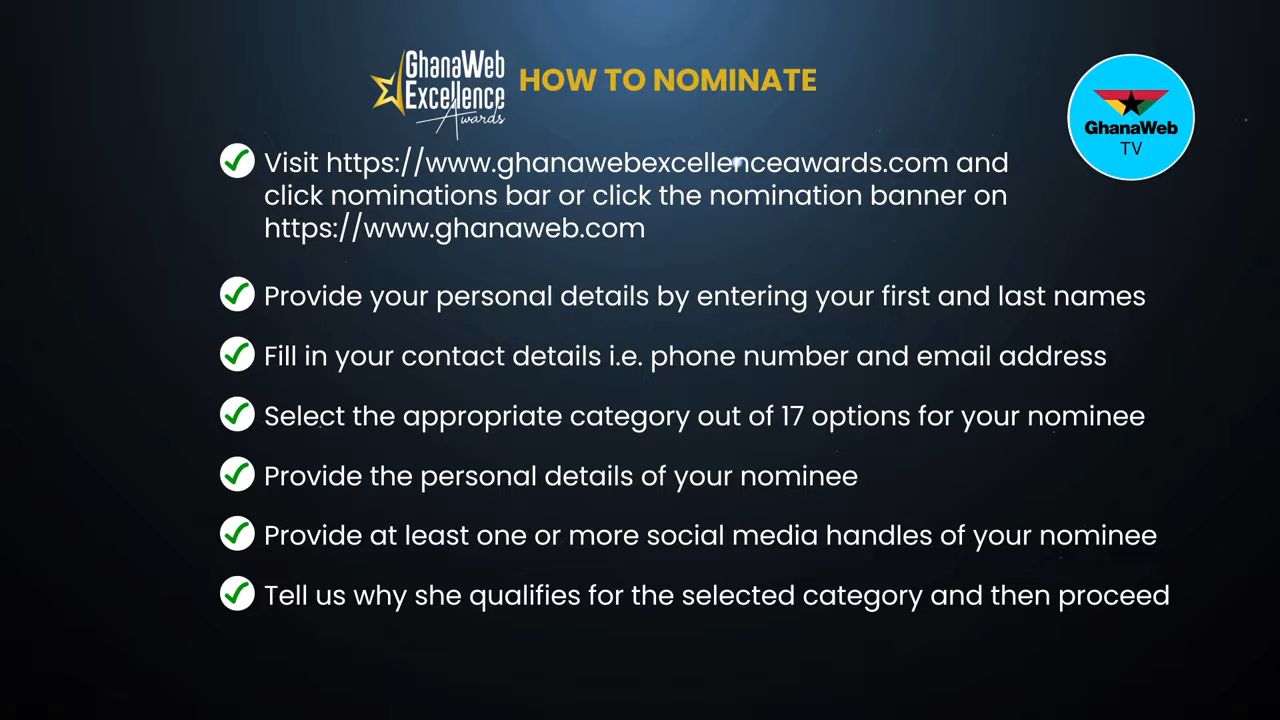 GhanaWeb
Excellence
Awards
HOW TO NOMINATE
GhanaWeb
TV
Visit https://www.ghanawebexcellenceawards.com and
click nominations bar or click the nomination banner on
https://www.ghanaweb.com
Provide your personal details by entering your first and last names
Fill in your contact details i.e. phone number and email address
Select the appropriate category out of 17 options for your nominee
Provide the personal details of your nominee
Provide at least one or more social media handles of your nominee
Tell us why she qualifies for the selected category and then proceed